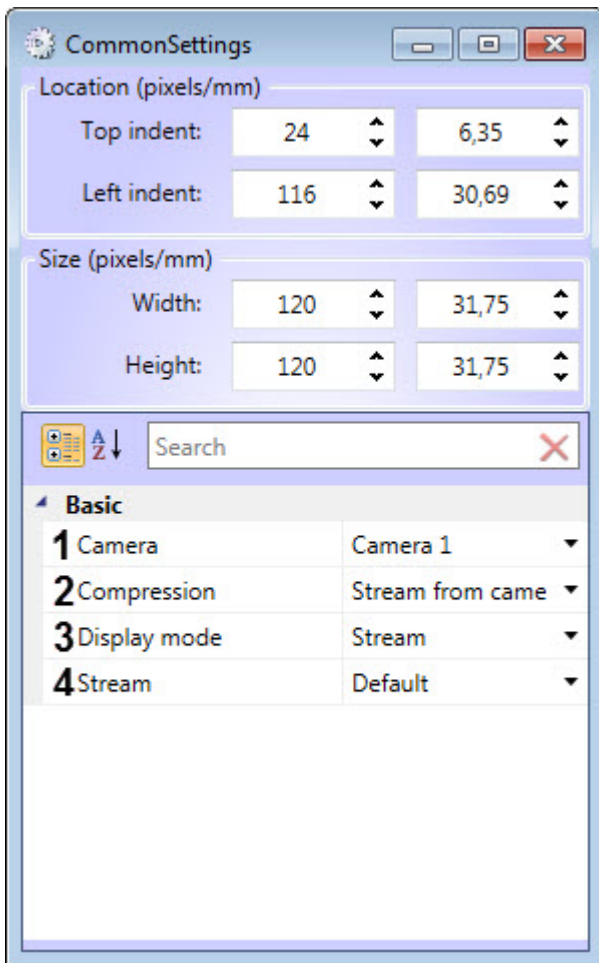 CommonSettings
Location (pixels/mm)
Top indent: 24 6,35
Left indent: 116 30,69
Size (pixels/mm)
Width: 120 31,75
Height: 120 31,75
A Z Search
Basic
1 Camera Camera 1
2 Compression Stream from came
3 Display mode Stream
4 Stream Default